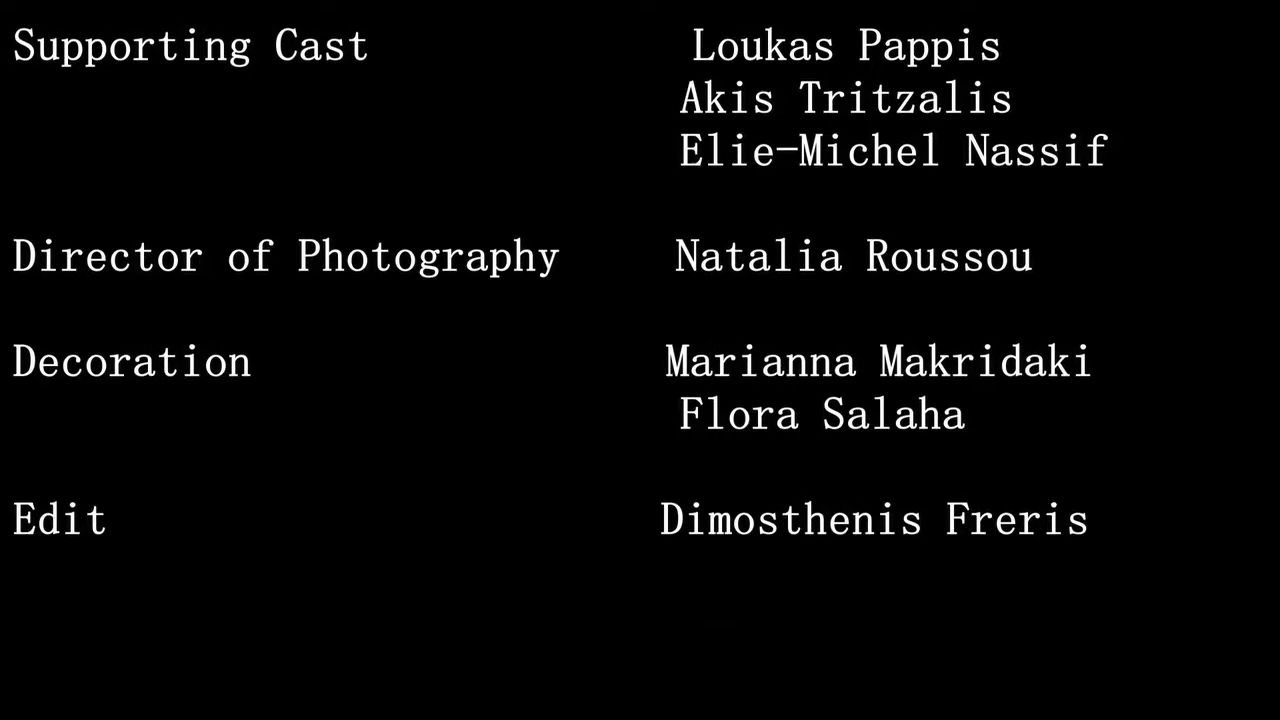 Supporting Cast Loukas Pappis
Akis Tritzalis
Elie-Michel Nassif
Director of Photography Natalia Roussou
Decoration Marianna Makridaki
Flora Salaha
Edit Dimosthenis Freris